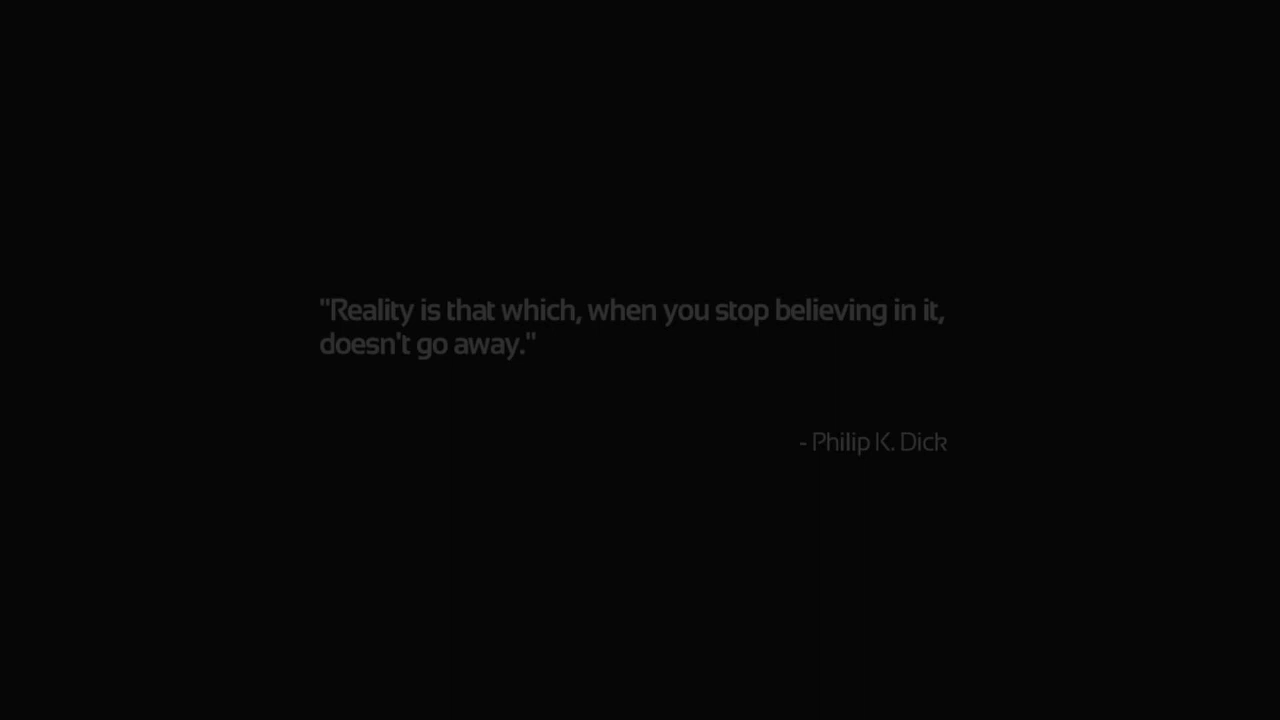 "Reality is that which, when you stop believing in it,
doesn't go away."
- Philip K. Dick